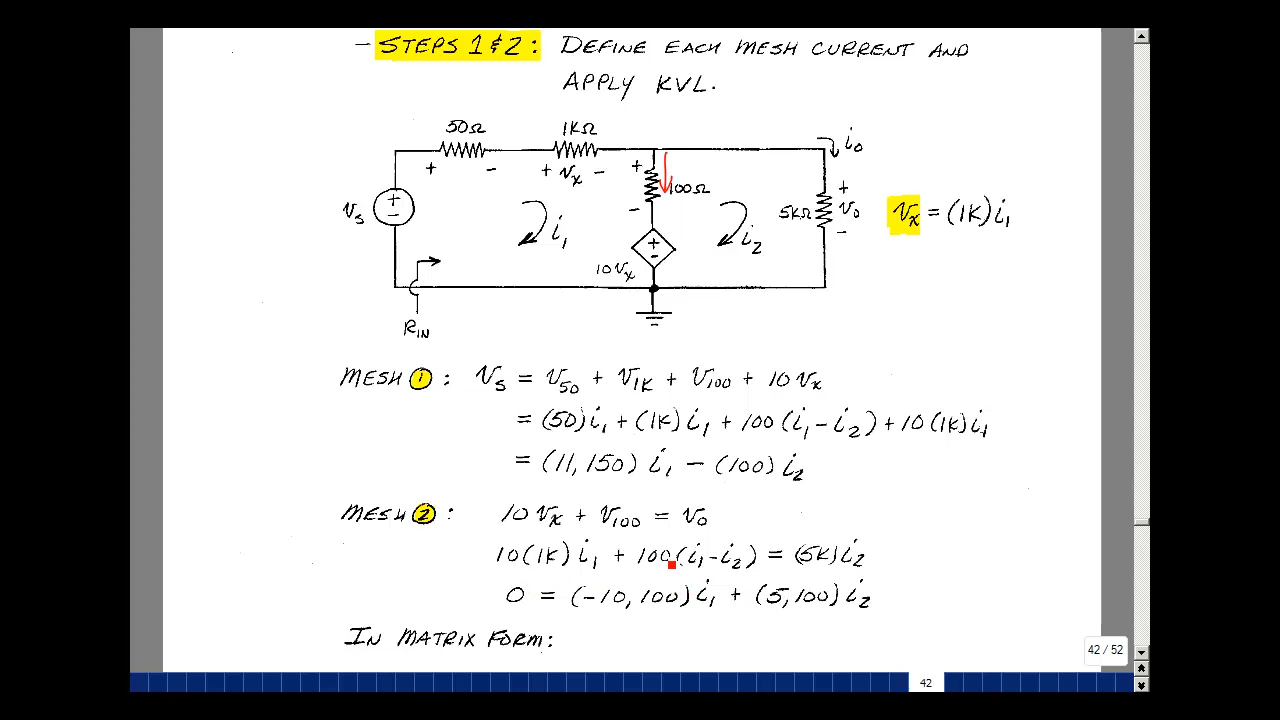 - STEPS 1 & 2: DEFINE EACH MESH CURRENT AND
APPLY KVL.
50Ω
1KΩ
i₀
+ - + Vx - +
100Ω
+
Vs
+
-
-
5KΩ
V₀
Vx = (1K)i₁
i₁
i₂
+
-
-
10Vx
RIN
MESH 1: Vs = V50 + V1K + V100 + 10Vx
= (50)i₁ + (1K)i₁ + 100(i₁ - i₂) + 10(1K)i₁
= (11,150)i₁ - (100)i₂
MESH 2: 10Vx + V100 = V₀
10(1K)i₁ + 100(i₁ - i₂) = (5K)i₂
0 = (-10,100)i₁ + (5,100)i₂
IN MATRIX FORM:
42 / 52
42